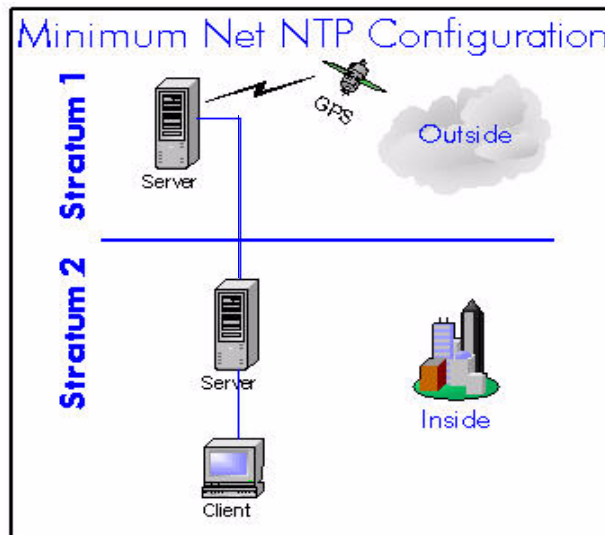 Minimum Net NTP Configuration
Stratum 1
Server
GPS
Outside
Stratum 2
Server
Inside
Client